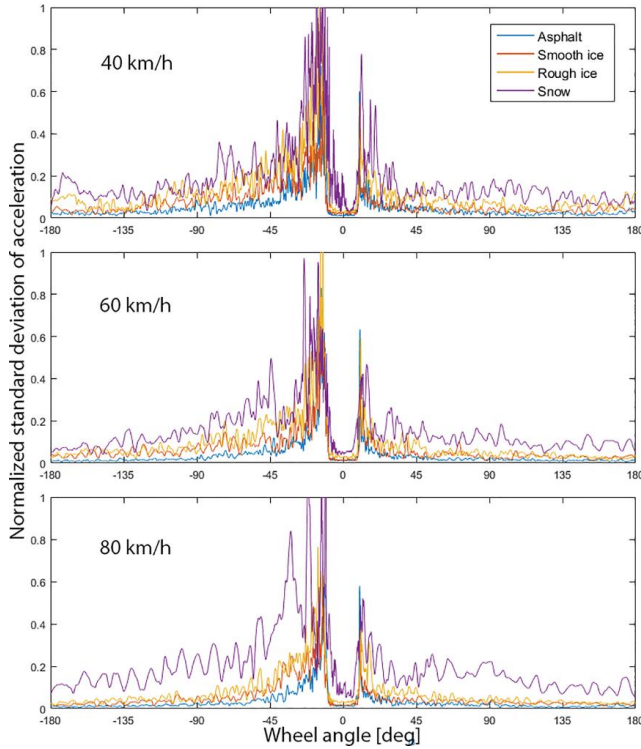 Normalized standard deviation of acceleration
1
0.8
0.6
0.4
0.2
0
40 km/h
Asphalt
Smooth ice
Rough ice
Snow
-180 -135 -90 -45 0 45 90 135 180
1
0.8
0.6
0.4
0.2
0
60 km/h
-180 -135 -90 -45 0 45 90 135 180
1
0.8
0.6
0.4
0.2
0
80 km/h
-180 -135 -90 -45 0 45 90 135 180
Wheel angle [deg]